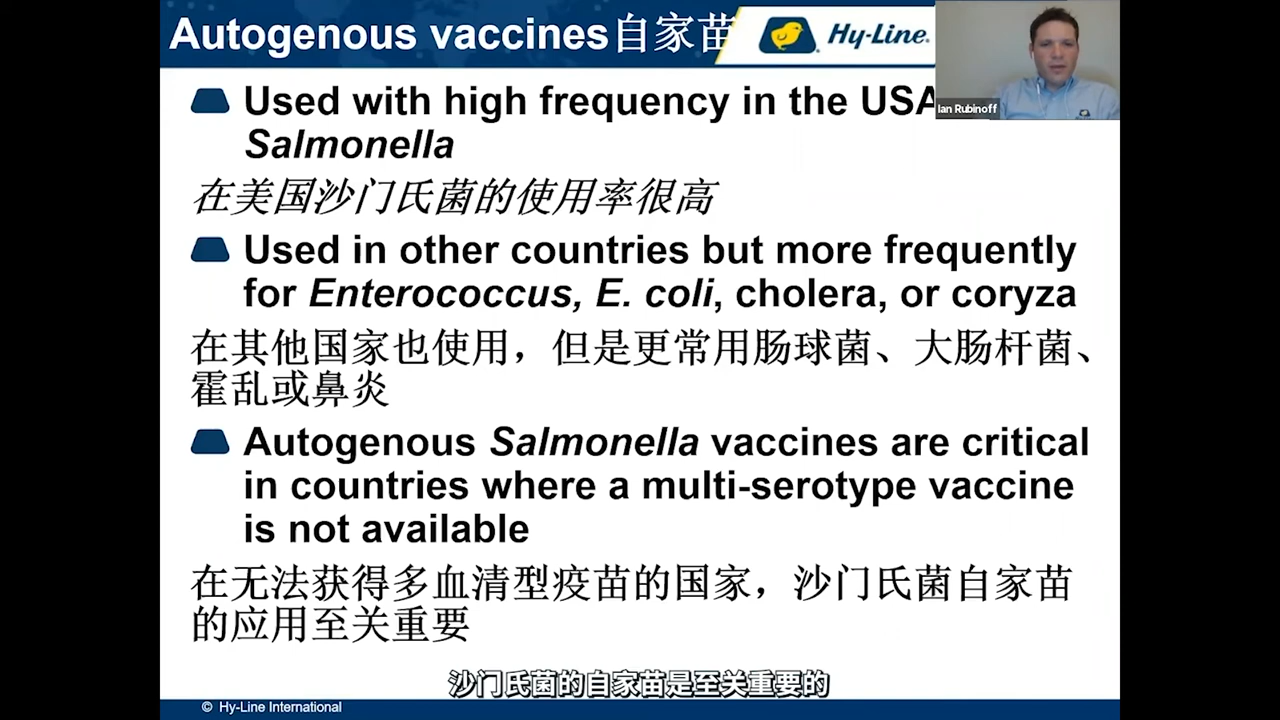 Autogenous vaccines自家苗
Hy-Line
Ian Rubinoff
Used with high frequency in the USA
Salmonella
在美国沙门氏菌的使用率很高
Used in other countries but more frequently
for Enterococcus, E. coli, cholera, or coryza
在其他国家也使用，但是更常用肠球菌、大肠杆菌、
霍乱或鼻炎
Autogenous Salmonella vaccines are critical
in countries where a multi-serotype vaccine
is not available
在无法获得多血清型疫苗的国家，沙门氏菌自家苗
的应用至关重要
沙门氏菌的自家苗是至关重要的
© Hy-Line International